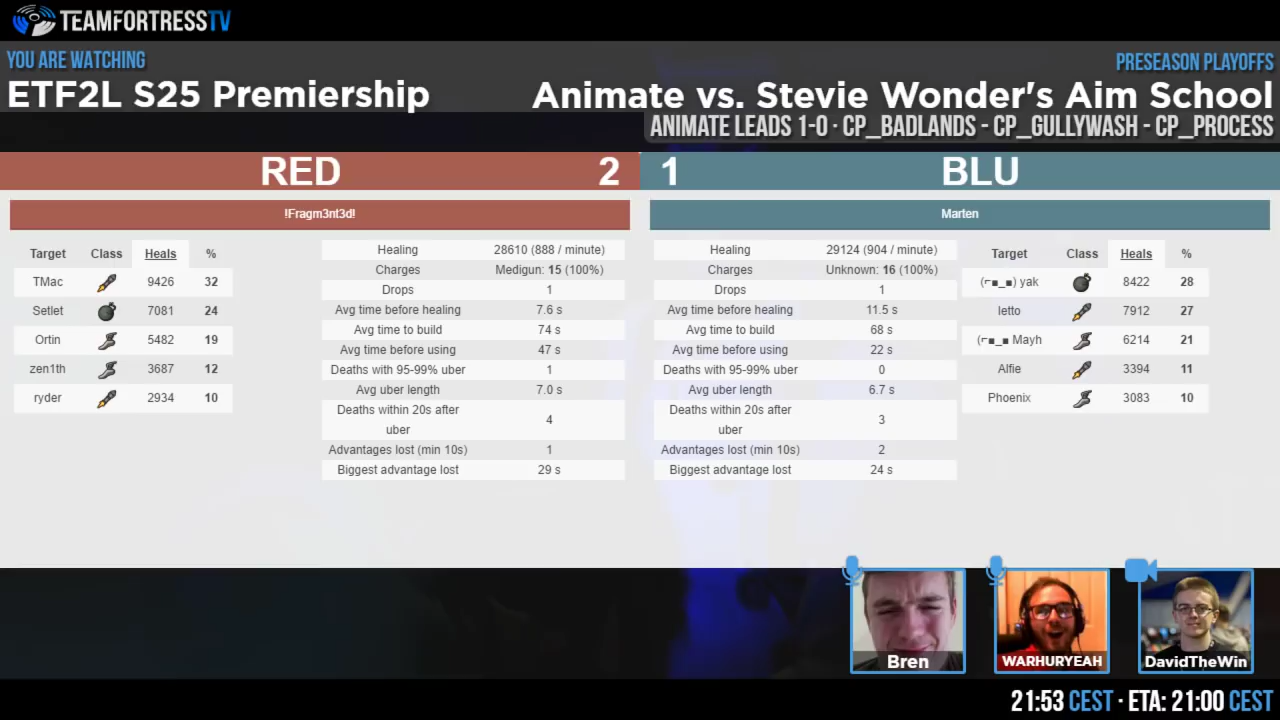 TEAMFORTRESSTV
YOU ARE WATCHING
ETF2L S25 Premiership
PRESEASON PLAYOFFS
Animate vs. Stevie Wonder's Aim School
ANIMATE LEADS 1-0 · CP_BADLANDS - CP_GULLYWASH - CP_PROCESS
RED 2
1 BLU
!Fragm3nt3d!
Target Class Heals %
TMac 9426 32
Setlet 7081 24
Ortin 5482 19
zen1th 3687 12
ryder 2934 10
Healing 28610 (888 / minute)
Charges Medigun: 15 (100%)
Drops 1
Avg time before healing 7.6 s
Avg time to build 74 s
Avg time before using 47 s
Deaths with 95-99% uber 1
Avg uber length 7.0 s
Deaths within 20s after
uber 4
Advantages lost (min 10s) 1
Biggest advantage lost 29 s
Marten
Healing 29124 (904 / minute)
Charges Unknown: 16 (100%)
Drops 1
Avg time before healing 11.5 s
Avg time to build 68 s
Avg time before using 22 s
Deaths with 95-99% uber 0
Avg uber length 6.7 s
Deaths within 20s after
uber 3
Advantages lost (min 10s) 2
Biggest advantage lost 24 s
Target Class Heals %
(⌐■_■) yak 8422 28
letto 7912 27
(⌐■_■ Mayh 6214 21
Alfie 3394 11
Phoenix 3083 10
Bren
WARHURYEAH
DavidTheWin
21:53 CEST · ETA: 21:00 CEST